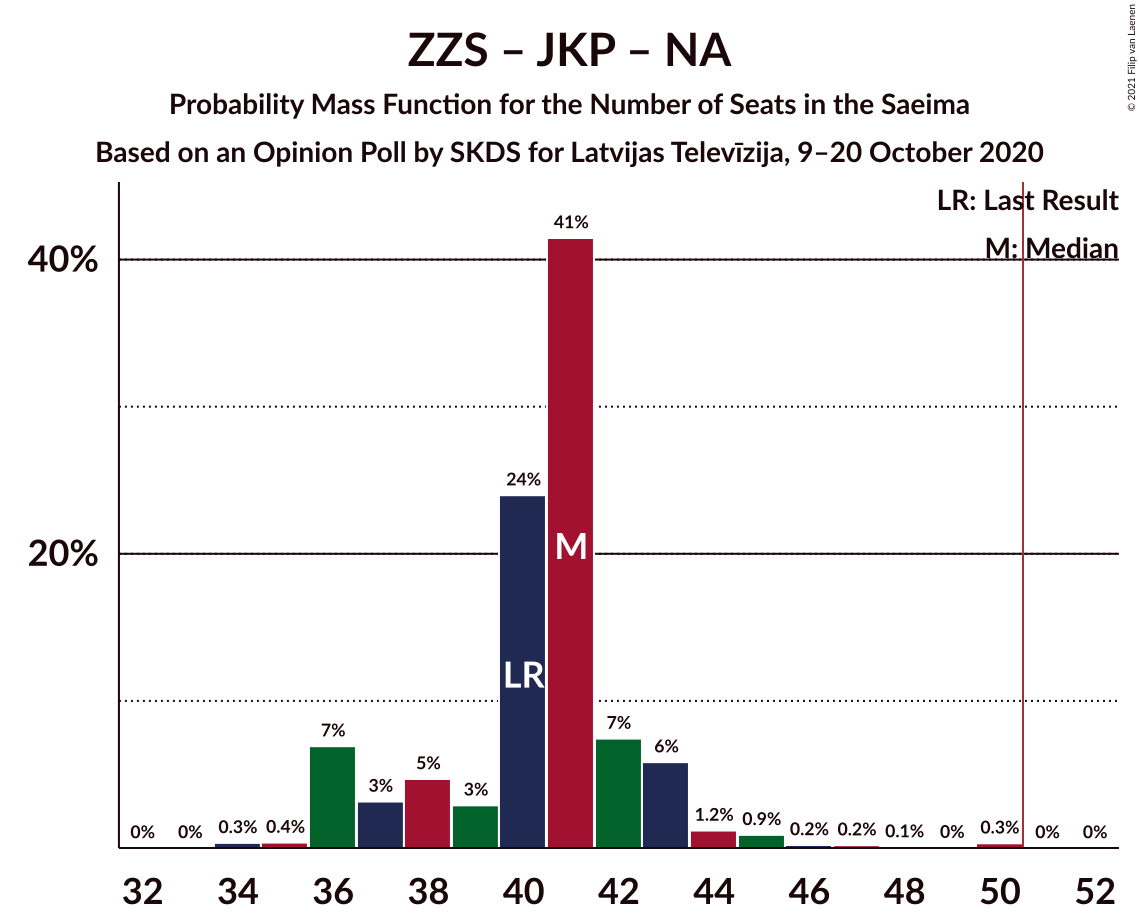 ZZS – JKP – NA
Probability Mass Function for the Number of Seats in the Saeima
Based on an Opinion Poll by SKDS for Latvijas Televīzija, 9–20 October 2020
© 2021 Filip van Laenen
LR: Last Result
M: Median
40%
20%
0%
0%
0.3%
0.4%
7%
3%
5%
3%
24%
41%
7%
6%
1.2%
0.9%
0.2%
0.2%
0.1%
0%
0.3%
0%
0%
LR
M
32 34 36 38 40 42 44 46 48 50 52